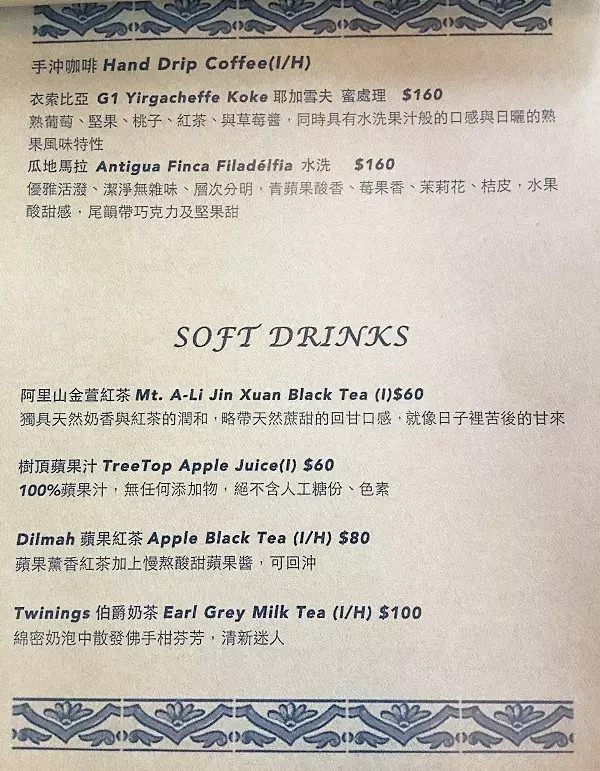 手沖咖啡 Hand Drip Coffee(I/H)
衣索比亞 G1 Yirgacheffe Koke 耶加雪夫 蜜處理 $160
熟葡萄、堅果、桃子、紅茶、與草莓醬，同時具有水洗果汁般的口感與日曬的熟
果風味特性
瓜地馬拉 Antigua Finca Filadélfia 水洗 $160
優雅活潑、潔淨無雜味、層次分明，青蘋果酸香、莓果香、茉莉花、桔皮，水果
酸甜感，尾韻帶巧克力及堅果甜
SOFT DRINKS
阿里山金萱紅茶 Mt. A-Li Jin Xuan Black Tea (I)$60
獨具天然奶香與紅茶的潤和，略帶天然蔗甜的回甘口感，就像日子裡苦後的甘來
樹頂蘋果汁 TreeTop Apple Juice(I) $60
100%蘋果汁，無任何添加物，絕不含人工糖份、色素
Dilmah 蘋果紅茶 Apple Black Tea (I/H) $80
蘋果薰香紅茶加上慢熬酸甜蘋果醬，可回沖
Twinings 伯爵奶茶 Earl Grey Milk Tea (I/H) $100
綿密奶泡中散發佛手柑芬芳，清新迷人